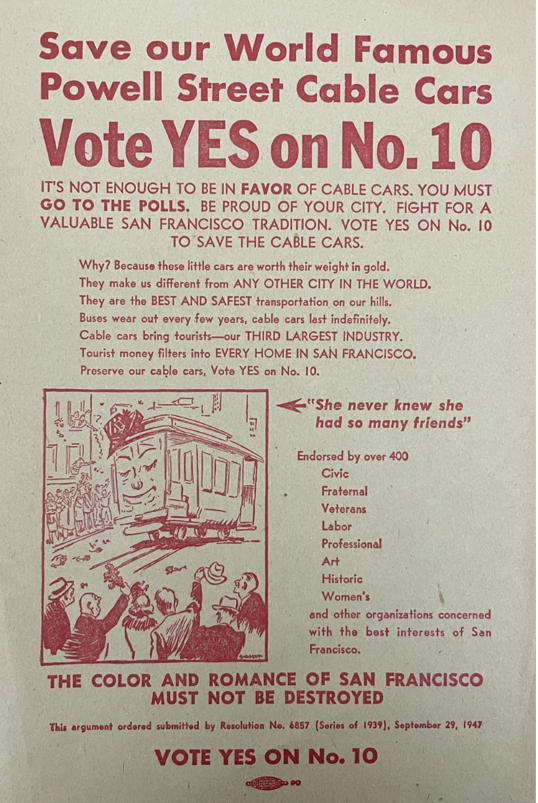 Save our World Famous
Powell Street Cable Cars
Vote YES on No. 10
IT'S NOT ENOUGH TO BE IN FAVOR OF CABLE CARS. YOU MUST
GO TO THE POLLS. BE PROUD OF YOUR CITY. FIGHT FOR A
VALUABLE SAN FRANCISCO TRADITION. VOTE YES ON No. 10
TO SAVE THE CABLE CARS.
Why? Because these little cars are worth their weight in gold.
They make us different from ANY OTHER CITY IN THE WORLD.
They are the BEST AND SAFEST transportation on our hills.
Buses wear out every few years, cable cars last indefinitely.
Cable cars bring tourists—our THIRD LARGEST INDUSTRY.
Tourist money filters into EVERY HOME IN SAN FRANCISCO.
Preserve our cable cars, Vote YES on No. 10.
"She never knew she
had so many friends"
Endorsed by over 400
Civic
Fraternal
Veterans
Labor
Professional
Art
Historic
Women's
and other organizations concerned
with the best interests of San
Francisco.
THE COLOR AND ROMANCE OF SAN FRANCISCO
MUST NOT BE DESTROYED
This argument ordered submitted by Resolution No. 6857 (Series of 1939), September 29, 1947
VOTE YES ON No. 10